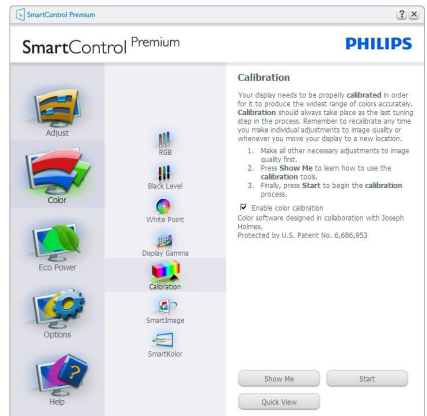 SmartControl Premium
SmartControl Premium
PHILIPS
Adjust
Color
Eco Power
Options
Help
RGB
Black Level
White Point
Display Gamma
Calibration
SmartImage
SmartKolor
Calibration
Your display needs to be properly calibrated in order
for it to produce the widest range of colors accurately.
Calibration should always take place as the last tuning
step in the process. Remember to recalibrate any time
you make individual adjustments to image quality or
whenever you move your display to a new location.
1. Make all other necessary adjustments to image
quality first.
2. Press Show Me to learn how to use the
calibration tools.
3. Finally, press Start to begin the calibration
process.
Enable color calibration
Color software designed in collaboration with Joseph
Holmes.
Protected by U.S. Patent No. 6,686,953
Show Me
Start
Quick View